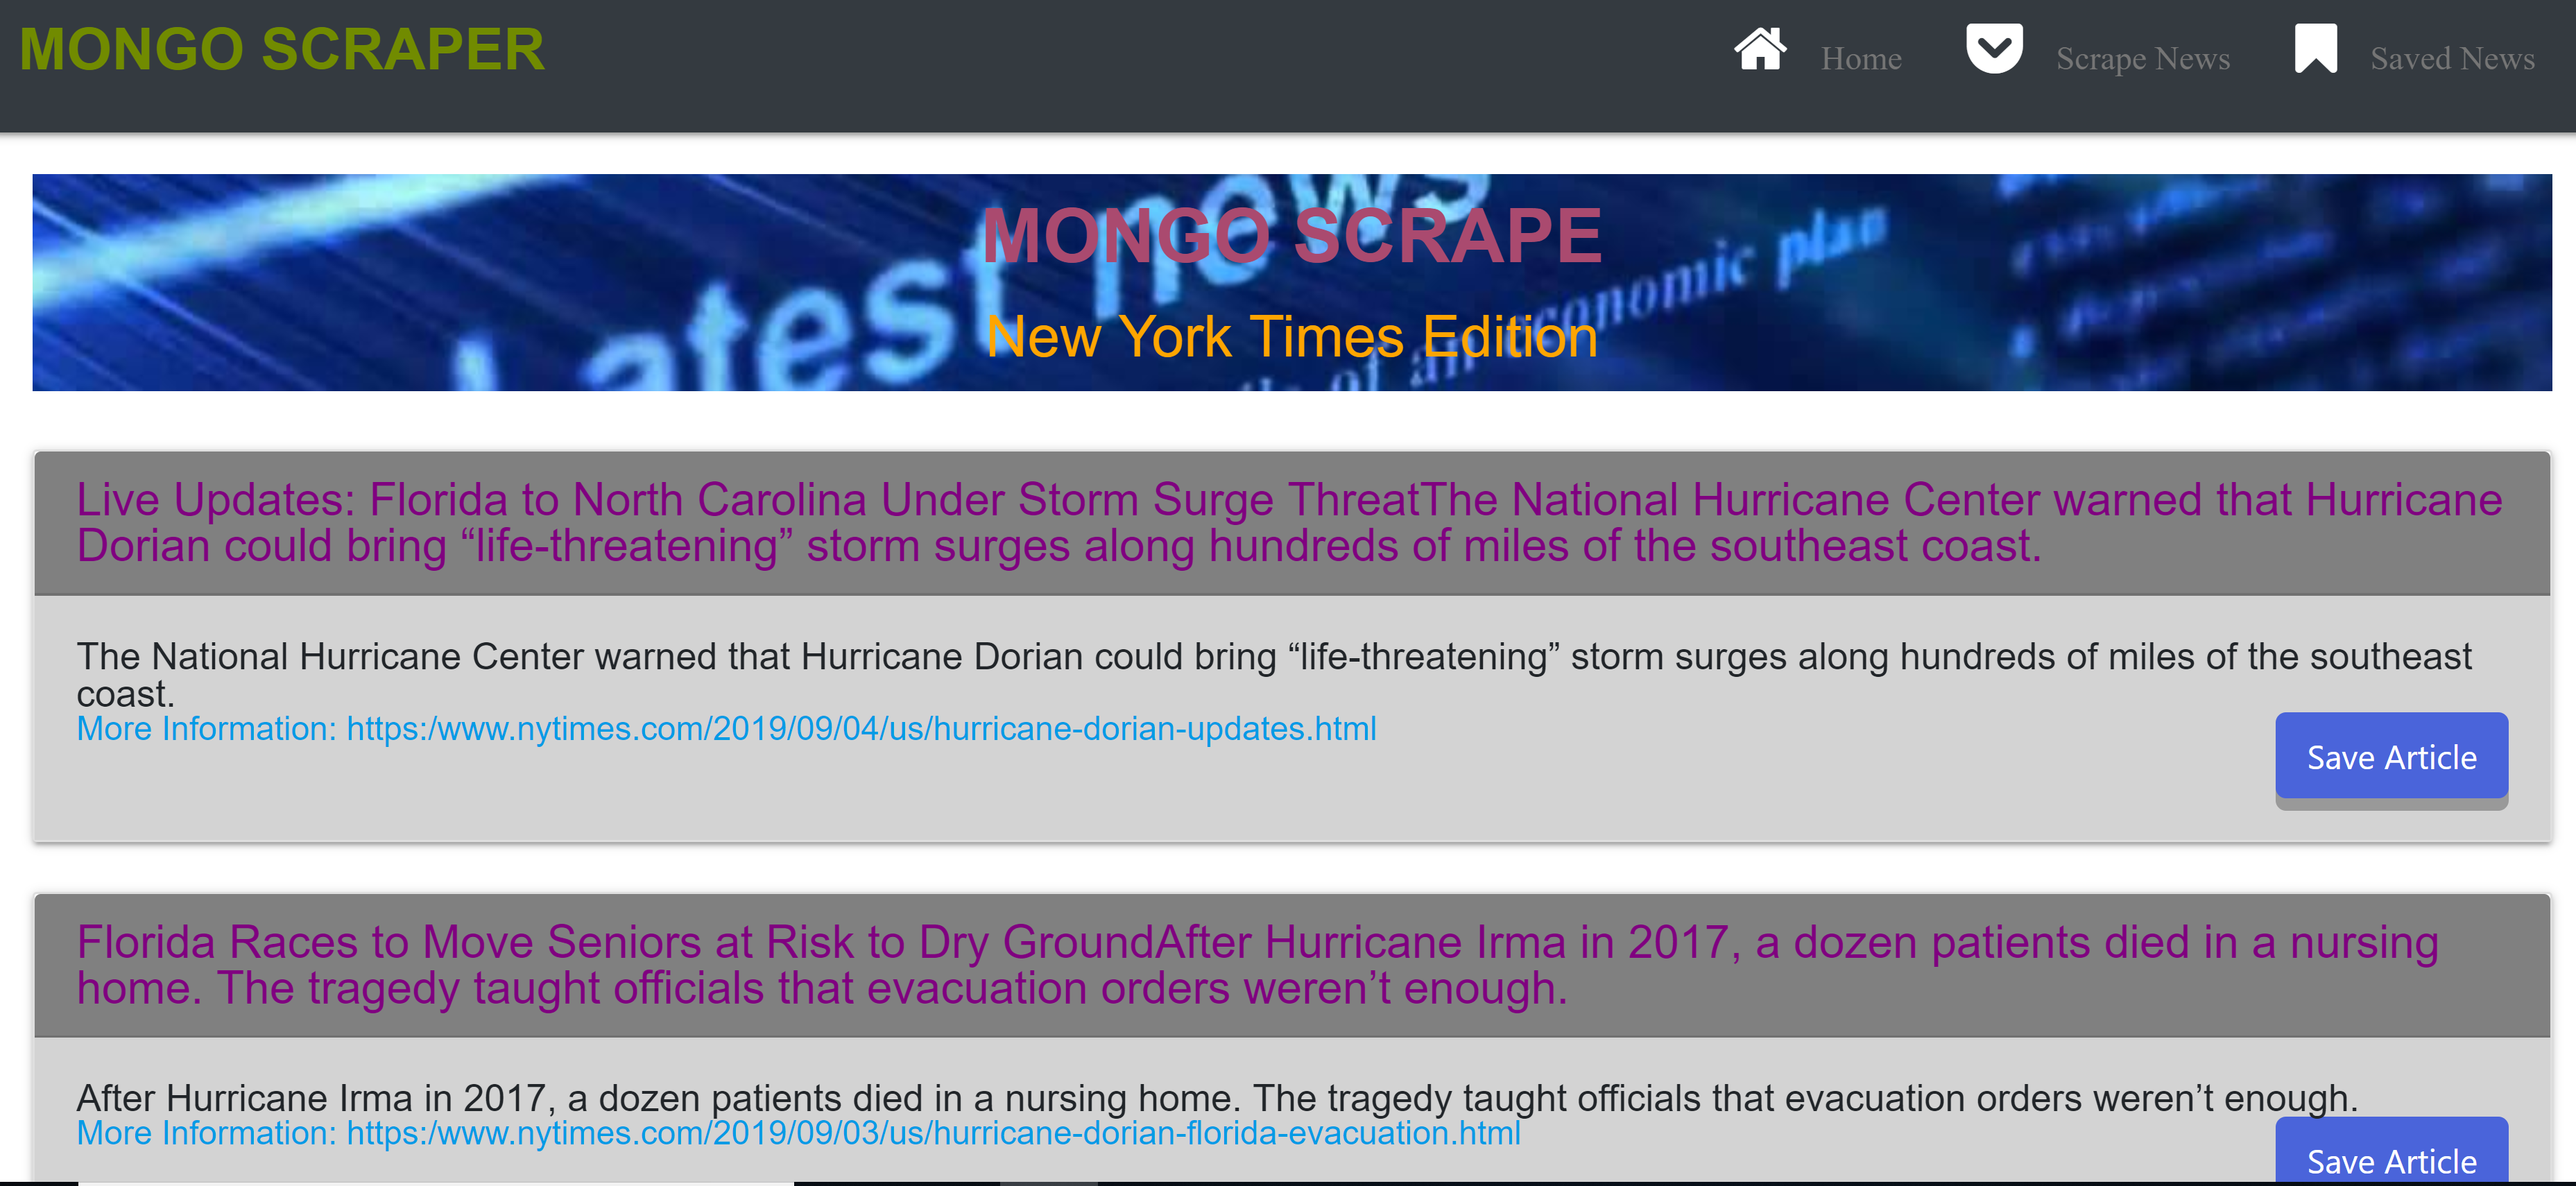 MONGO SCRAPER
Home
Scrape News
Saved News
Latest news
economic plan
of an
MONGO SCRAPE
New York Times Edition
Live Updates: Florida to North Carolina Under Storm Surge ThreatThe National Hurricane Center warned that Hurricane
Dorian could bring “life-threatening” storm surges along hundreds of miles of the southeast coast.
The National Hurricane Center warned that Hurricane Dorian could bring “life-threatening” storm surges along hundreds of miles of the southeast
coast.
More Information: https:/www.nytimes.com/2019/09/04/us/hurricane-dorian-updates.html
Save Article
Florida Races to Move Seniors at Risk to Dry GroundAfter Hurricane Irma in 2017, a dozen patients died in a nursing
home. The tragedy taught officials that evacuation orders weren’t enough.
After Hurricane Irma in 2017, a dozen patients died in a nursing home. The tragedy taught officials that evacuation orders weren’t enough.
More Information: https:/www.nytimes.com/2019/09/03/us/hurricane-dorian-florida-evacuation.html
Save Article